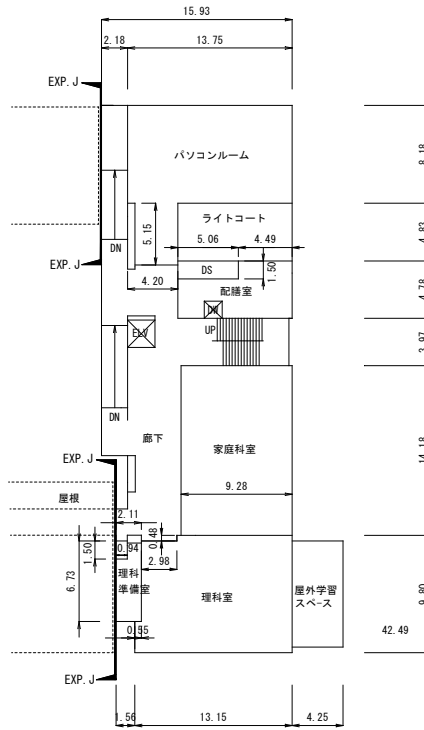 15.93
2.18
13.75
EXP. J
パソコンルーム
8.18
ライトコート
5.15
5.06
4.49
4.83
DN
EXP. J
DS
1.50
4.20
配膳室
4.78
DW
UP
ELV
3.97
DN
廊下
家庭科室
14.18
EXP. J
9.28
屋根
2.11
0.48
1.50
0.94
2.98
6.73
理科
準備室
理科室
屋外学習
スペース
9.80
0.55
42.49
EXP. J
1.56
13.15
4.25